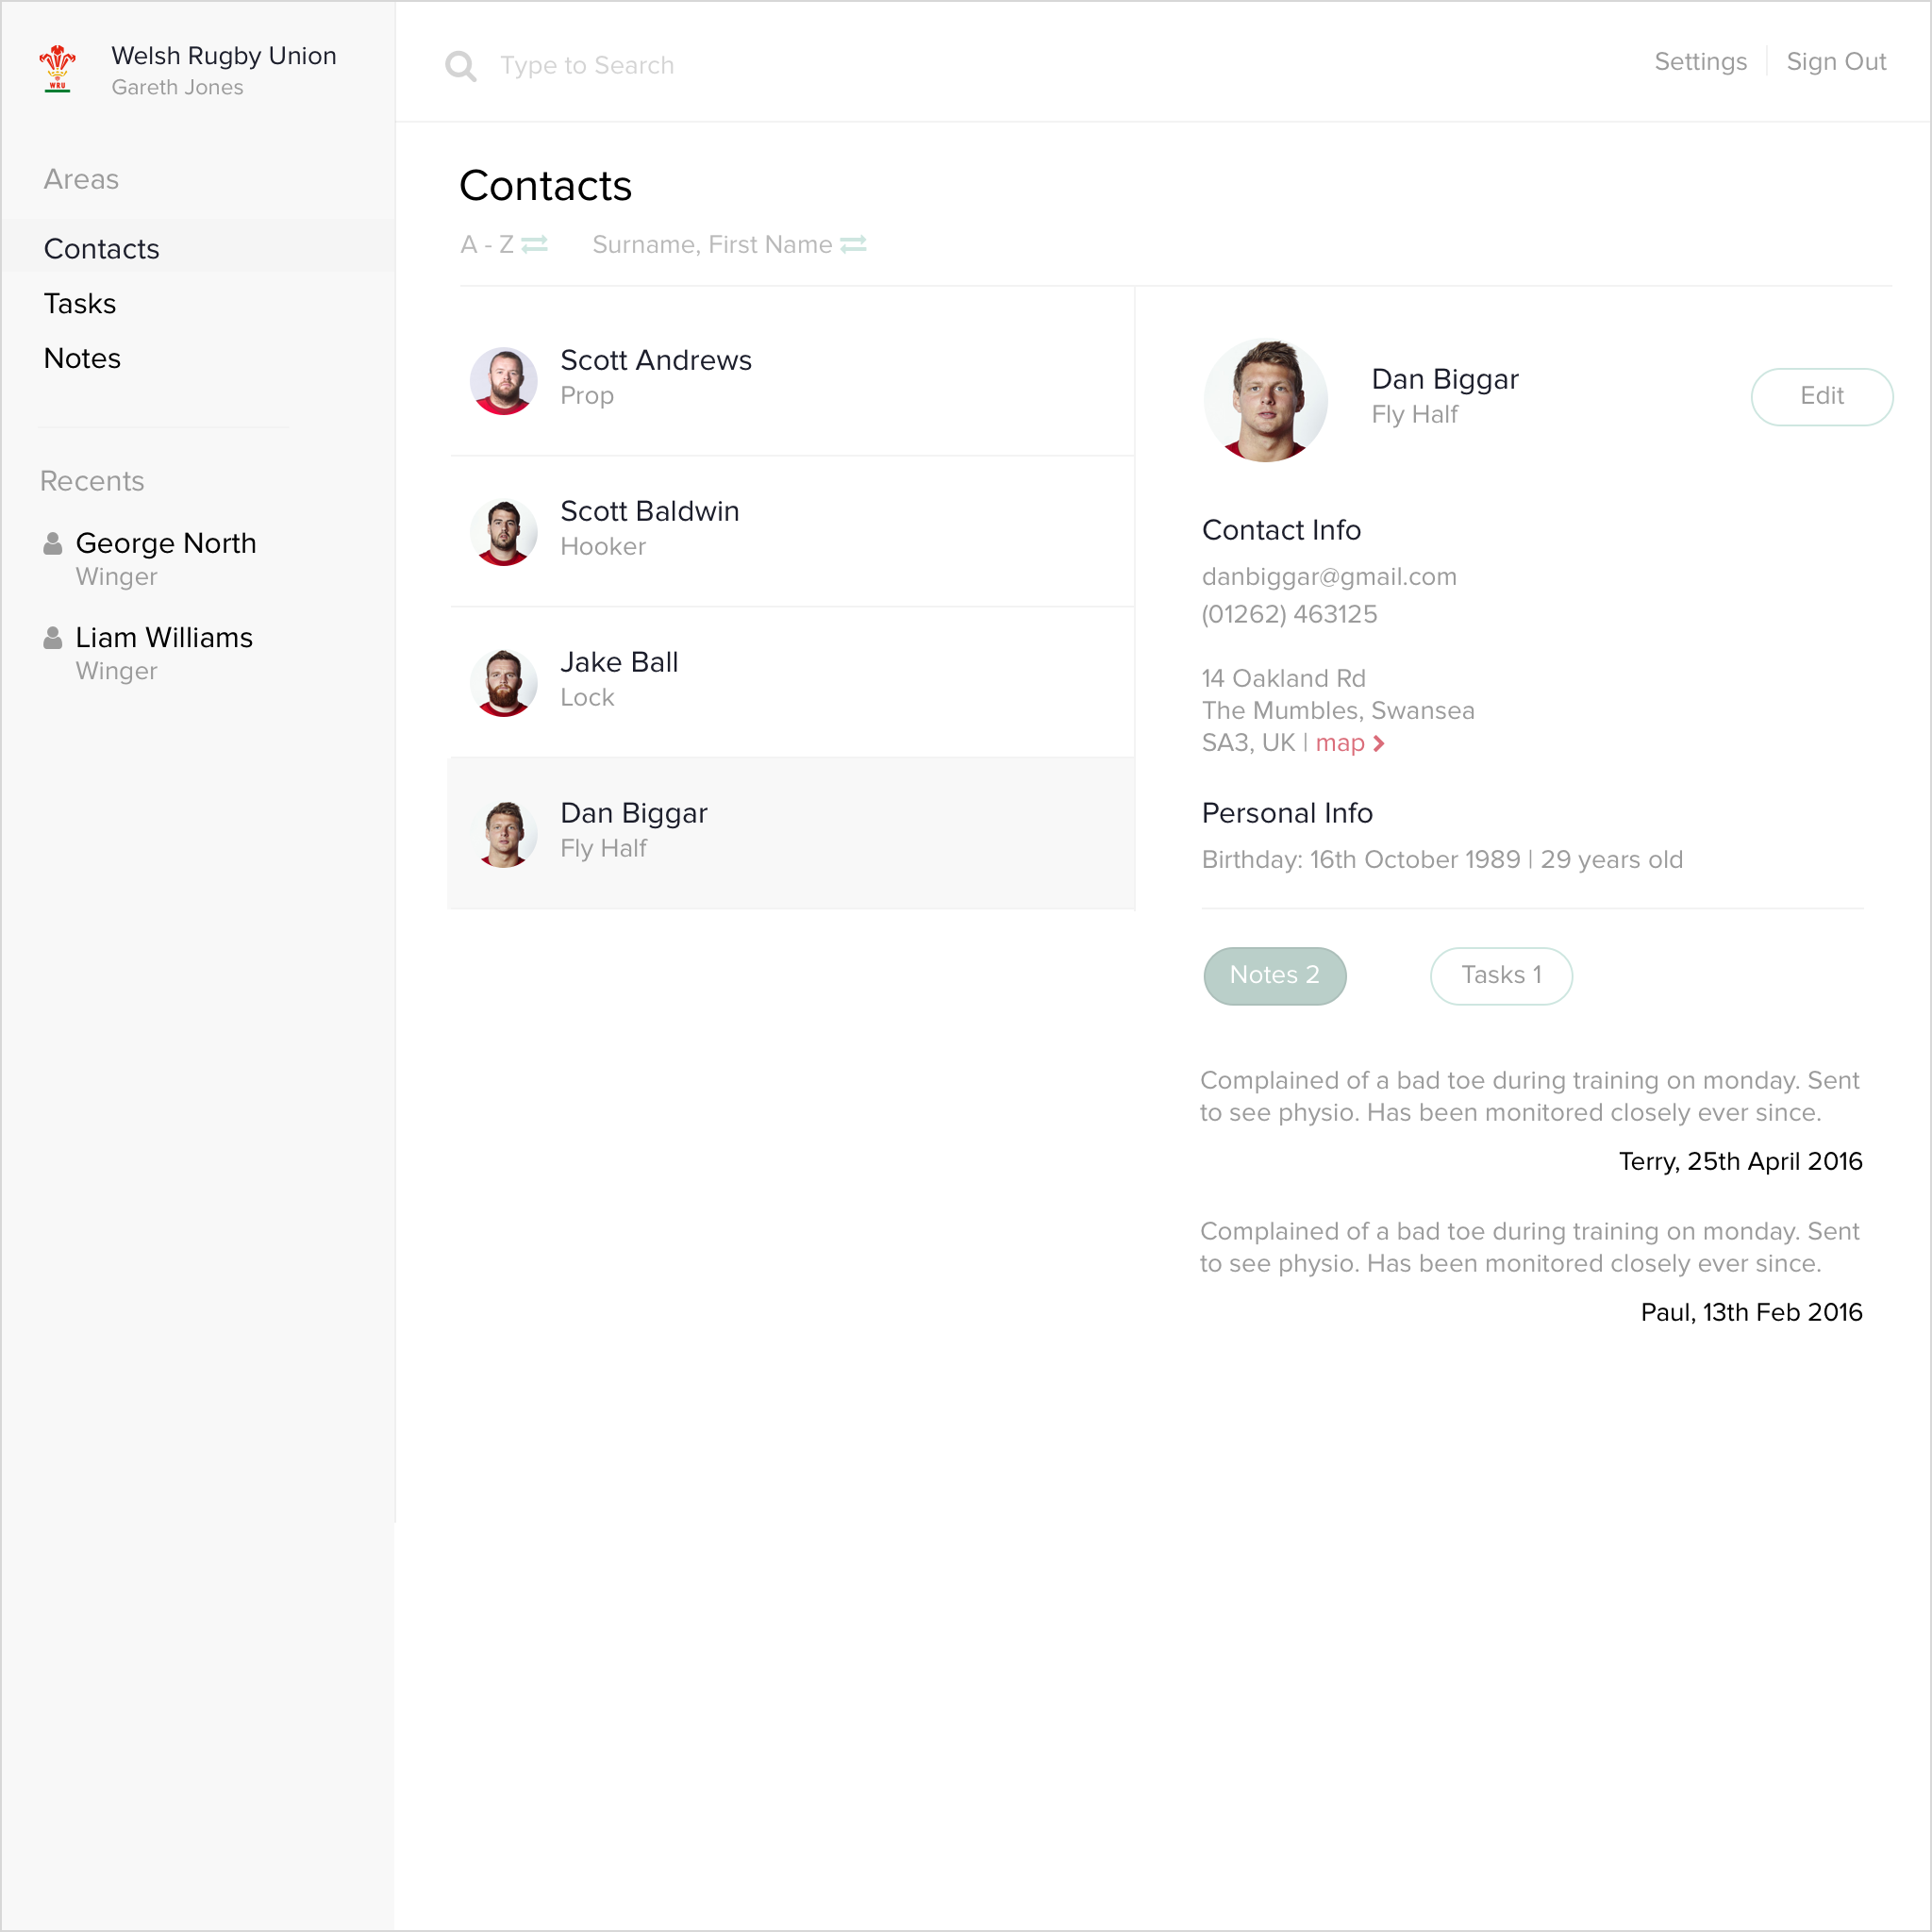 WRU
Welsh Rugby Union
Gareth Jones
Type to Search
Settings
Sign Out
Areas
Contacts
Tasks
Notes
Recents
George North
Winger
Liam Williams
Winger
Contacts
A - Z
Surname, First Name
Scott Andrews
Prop
Scott Baldwin
Hooker
Jake Ball
Lock
Dan Biggar
Fly Half
Dan Biggar
Fly Half
Edit
Contact Info
danbiggar@gmail.com
(01262) 463125
14 Oakland Rd
The Mumbles, Swansea
SA3, UK | map
Personal Info
Birthday: 16th October 1989 | 29 years old
Notes 2
Tasks 1
Complained of a bad toe during training on monday. Sent
to see physio. Has been monitored closely ever since.
Terry, 25th April 2016
Complained of a bad toe during training on monday. Sent
to see physio. Has been monitored closely ever since.
Paul, 13th Feb 2016